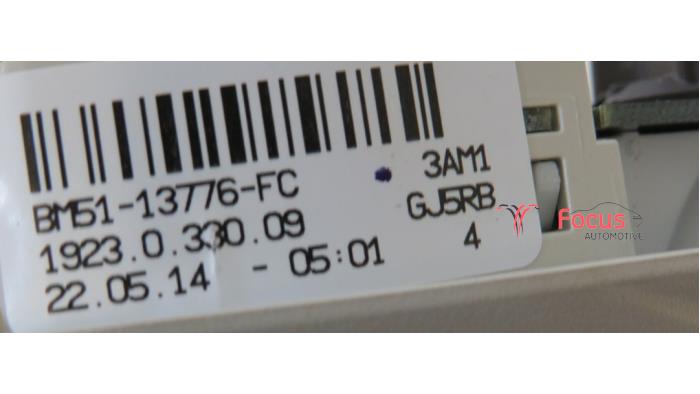 BM51-13776-FC 3AM1
1923.0.330.09 GJ5RB
22.05.14 - 05:01 4
Focus
AUTOMOTIVE